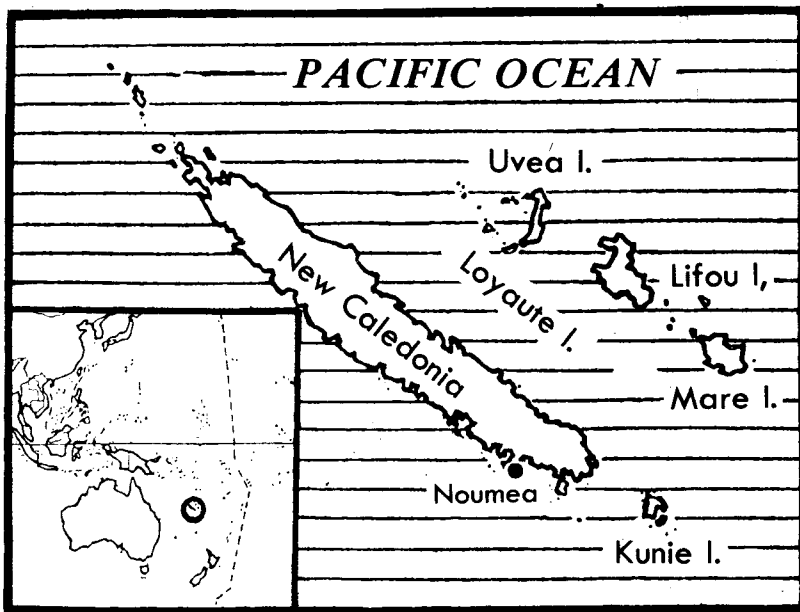 PACIFIC OCEAN
Uvea I.
Loyaute I.
Lifou I,
New Caledonia
Mare I.
Noumea
Kunie I.